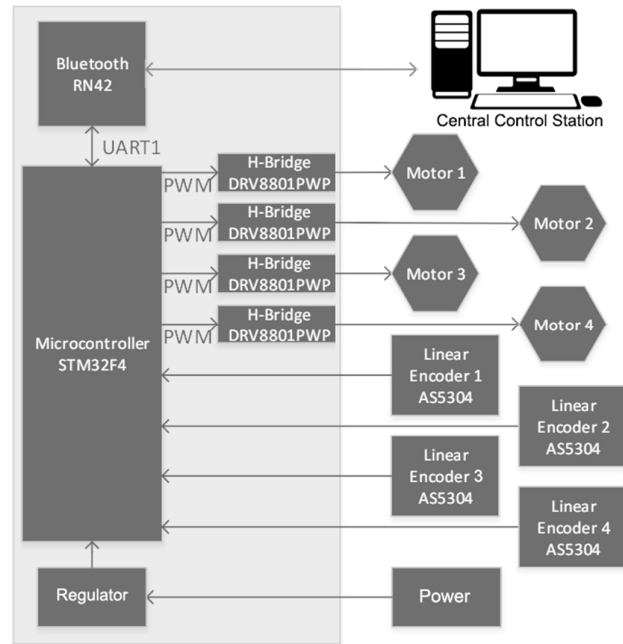 Bluetooth
RN42
Central Control Station
UART1
PWM
H-Bridge
DRV8801PWP
Motor 1
PWM
H-Bridge
DRV8801PWP
Motor 2
PWM
H-Bridge
DRV8801PWP
Motor 3
PWM
H-Bridge
DRV8801PWP
Motor 4
Microcontroller
STM32F4
Linear
Encoder 1
AS5304
Linear
Encoder 2
AS5304
Linear
Encoder 3
AS5304
Linear
Encoder 4
AS5304
Regulator
Power